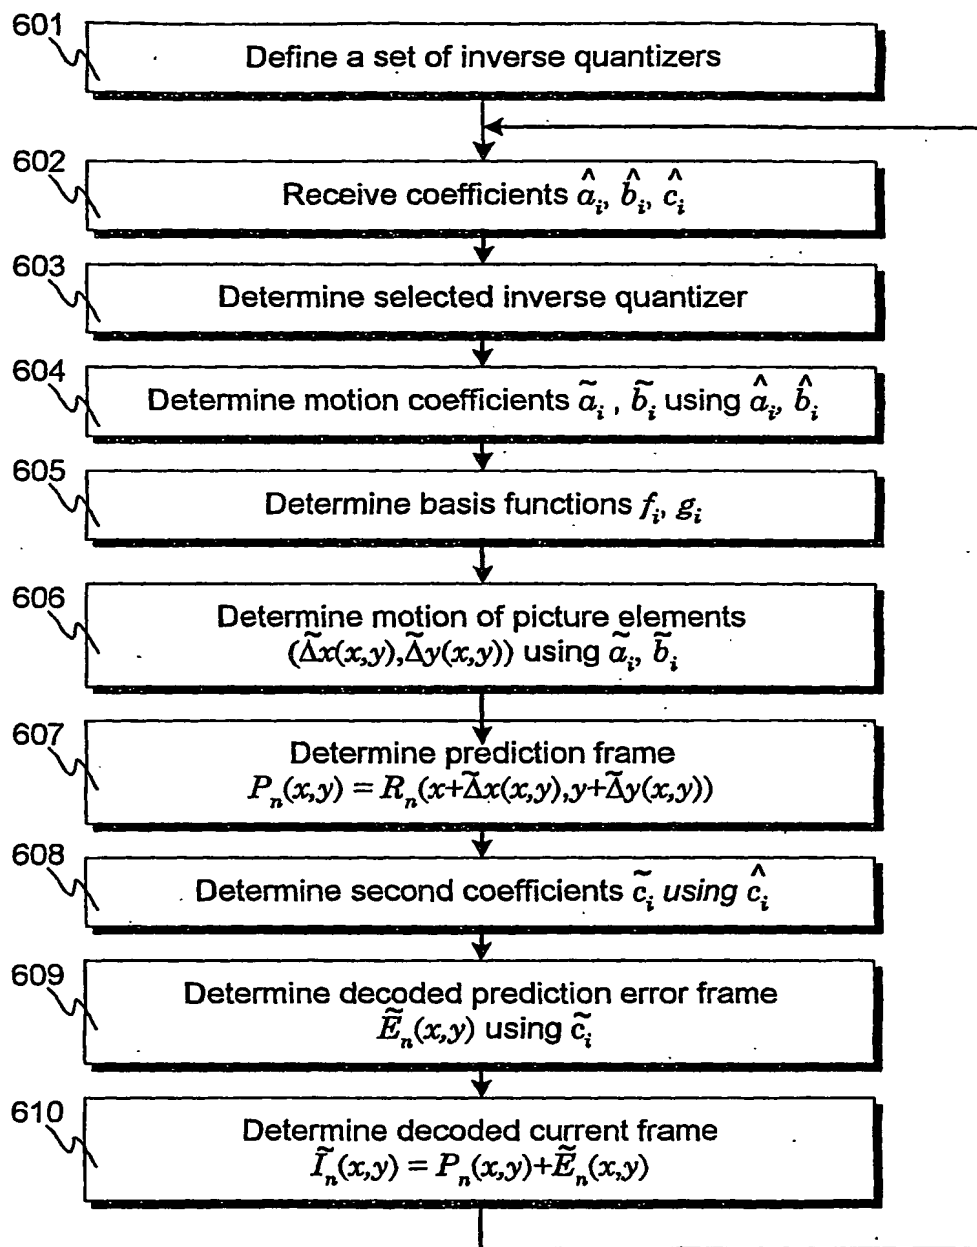 601
Define a set of inverse quantizers
602
Receive coefficients â_i, b̂_i, ĉ_i
603
Determine selected inverse quantizer
604
Determine motion coefficients ã_i , b̃_i using â_i, b̂_i
605
Determine basis functions f_i, g_i
606
Determine motion of picture elements
(Δ̃x(x,y),Δ̃y(x,y)) using ã_i, b̃_i
607
Determine prediction frame
P_n(x,y) = R_n(x+Δ̃x(x,y),y+Δ̃y(x,y))
608
Determine second coefficients c̃_i using ĉ_i
609
Determine decoded prediction error frame
Ẽ_n(x,y) using c̃_i
610
Determine decoded current frame
Ĩ_n(x,y) = P_n(x,y)+Ẽ_n(x,y)